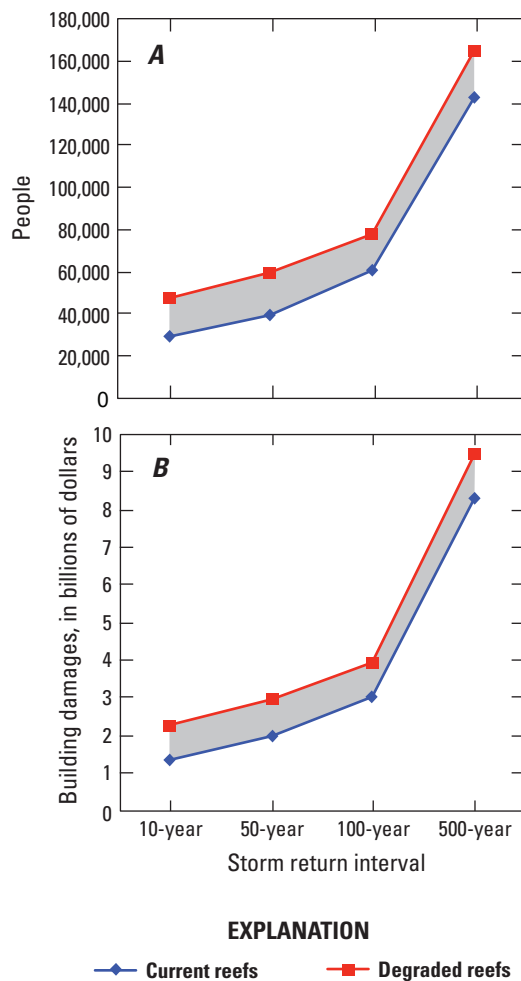 180,000
160,000
140,000
120,000
100,000
80,000
60,000
40,000
20,000
0
People
A
10
9
8
7
6
5
4
3
2
1
0
Building damages, in billions of dollars
B
10-year 50-year 100-year 500-year
Storm return interval
EXPLANATION
Current reefs Degraded reefs